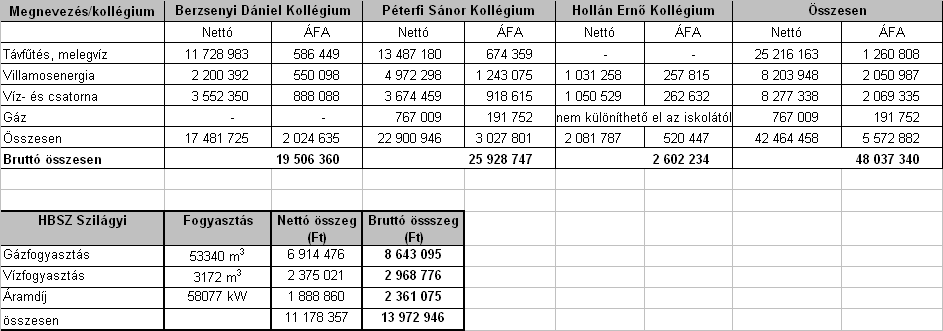 Megnevezés/kollégium Berzsenyi Dániel Kollégium Péterfi Sánor Kollégium Hollán Ernő Kollégium Összesen
Nettó ÁFA Nettó ÁFA Nettó ÁFA Nettó ÁFA
Távfűtés, melegvíz 11 728 983 586 449 13 487 180 674 359 - - 25 216 163 1 260 808
Villamosenergia 2 200 392 550 098 4 972 298 1 243 075 1 031 258 257 815 8 203 948 2 050 987
Víz- és csatorna 3 552 350 888 088 3 674 459 918 615 1 050 529 262 632 8 277 338 2 069 335
Gáz - - 767 009 191 752 nem különíthető el az iskolától 767 009 191 752
Összesen 17 481 725 2 024 635 22 900 946 3 027 801 2 081 787 520 447 42 464 458 5 572 882
Bruttó összesen 19 506 360 25 928 747 2 602 234 48 037 340
HBSZ Szilágyi Fogyasztás Nettó összeg (Ft) Bruttó össszeg (Ft)
Gázfogyasztás 53340 m³ 6 914 476 8 643 095
Vízfogyasztás 3172 m³ 2 375 021 2 968 776
Áramdíj 58077 kW 1 888 860 2 361 075
összesen 11 178 357 13 972 946